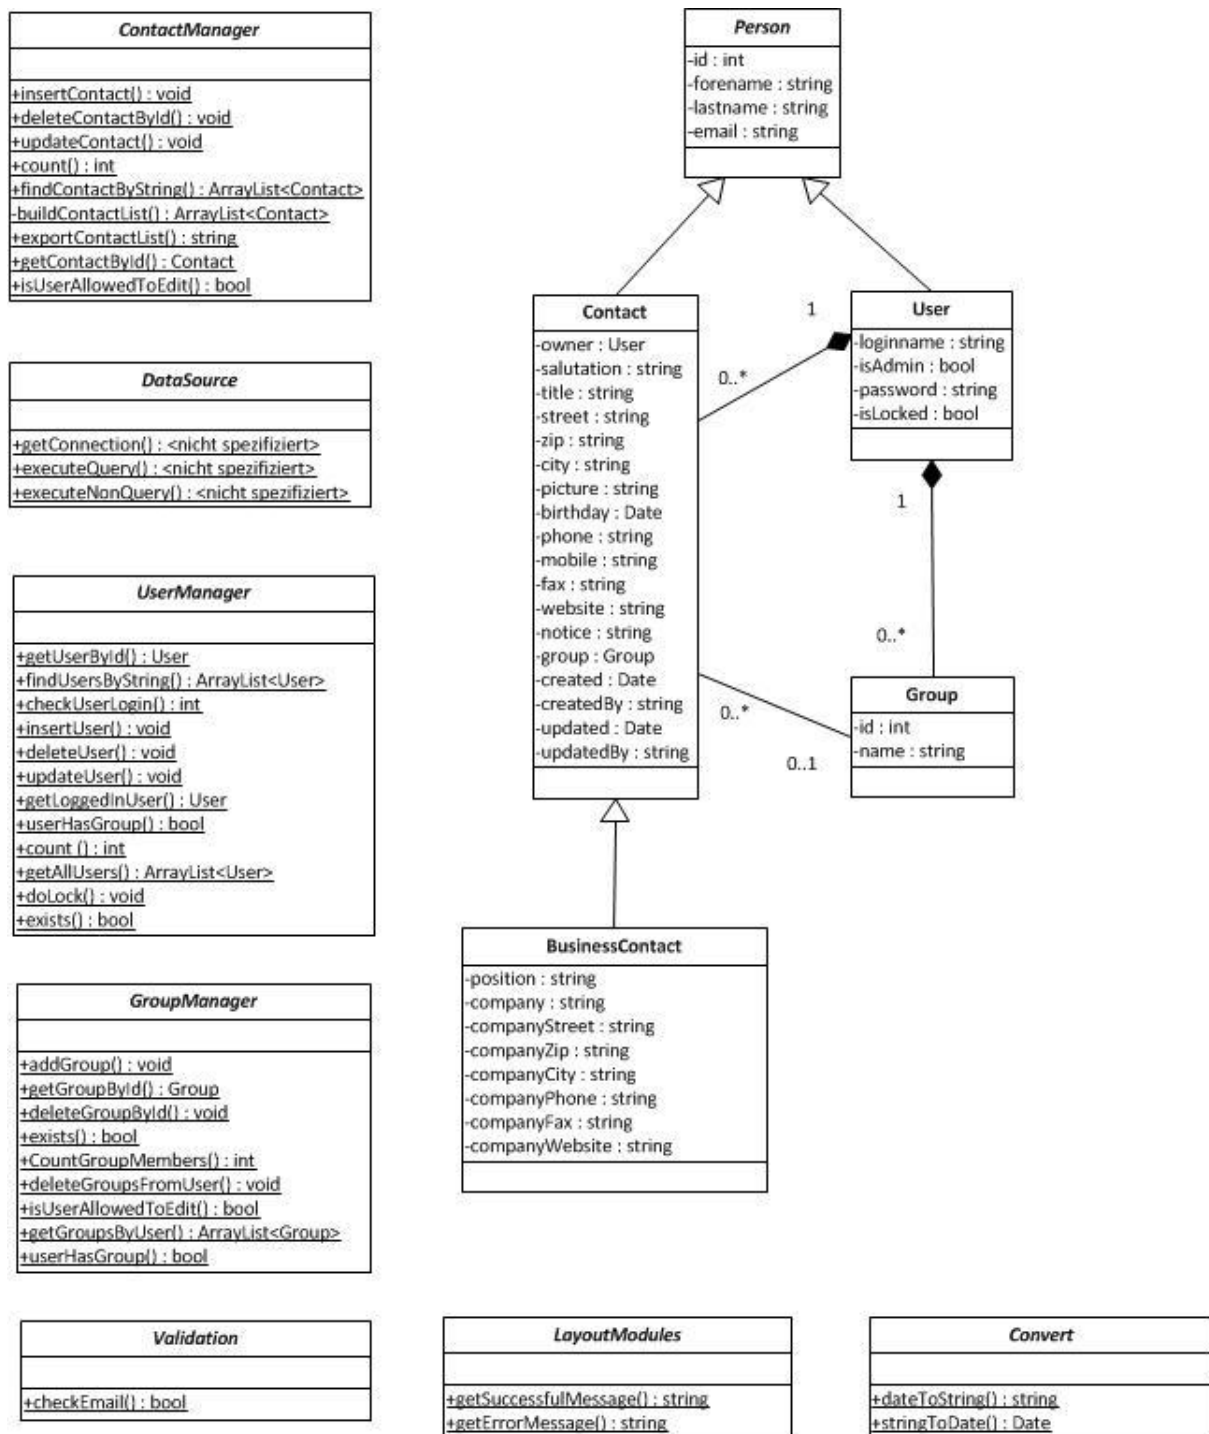 ContactManager
+insertContact() : void
+deleteContactById() : void
+updateContact() : void
+count() : int
+findContactByString() : ArrayList<Contact>
-buildContactList() : ArrayList<Contact>
+exportContactList() : string
+getContactById() : Contact
+isUserAllowedToEdit() : bool
Person
-id : int
-forename : string
-lastname : string
-email : string
Contact
-owner : User
-salutation : string
-title : string
-street : string
-zip : string
-city : string
-picture : string
-birthday : Date
-phone : string
-mobile : string
-fax : string
-website : string
-notice : string
-group : Group
-created : Date
-createdBy : string
-updated : Date
-updatedBy : string
1
0..*
User
-loginname : string
-isAdmin : bool
-password : string
-isLocked : bool
1
0..*
0..*
0..1
Group
-id : int
-name : string
DataSource
+getConnection() : <nicht spezifiziert>
+executeQuery() : <nicht spezifiziert>
+executeNonQuery() : <nicht spezifiziert>
UserManager
+getUserById() : User
+findUsersByString() : ArrayList<User>
+checkUserLogin() : int
+insertUser() : void
+deleteUser() : void
+updateUser() : void
+getLoggedInUser() : User
+userHasGroup() : bool
+count () : int
+getAllUsers() : ArrayList<User>
+doLock() : void
+exists() : bool
BusinessContact
-position : string
-company : string
-companyStreet : string
-companyZip : string
-companyCity : string
-companyPhone : string
-companyFax : string
-companyWebsite : string
GroupManager
+addGroup() : void
+getGroupById() : Group
+deleteGroupById() : void
+exists() : bool
+CountGroupMembers() : int
+deleteGroupsFromUser() : void
+isUserAllowedToEdit() : bool
+getGroupsByUser() : ArrayList<Group>
+userHasGroup() : bool
Validation
+checkEmail() : bool
LayoutModules
+getSuccessfulMessage() : string
+getErrorMessage() : string
Convert
+dateToString() : string
+stringToDate() : Date